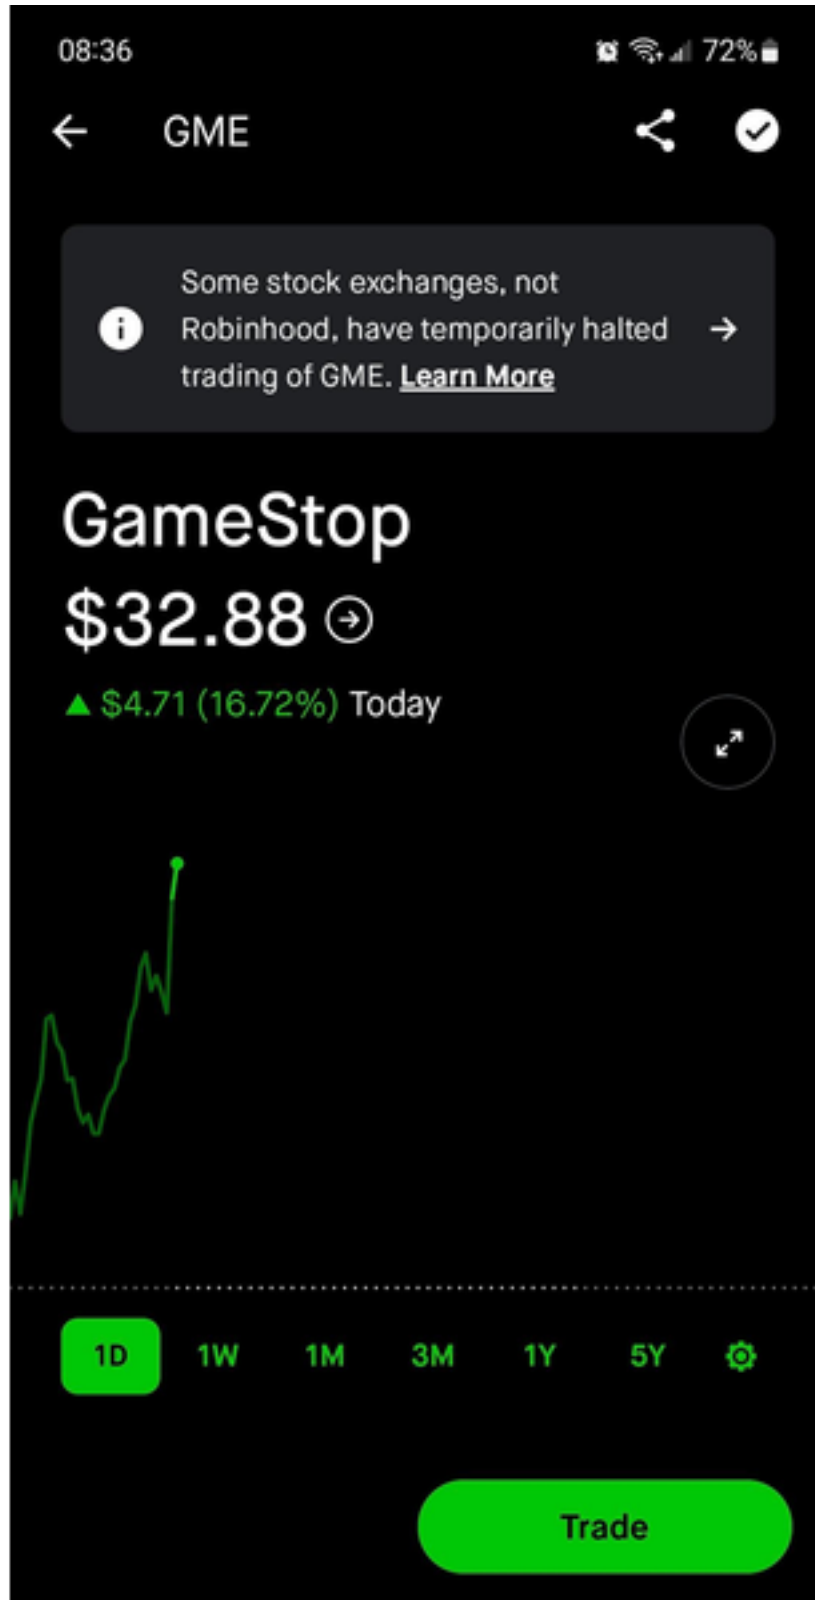 08:36 72%
GME
Some stock exchanges, not
Robinhood, have temporarily halted
trading of GME. Learn More
GameStop
$32.88
$4.71 (16.72%) Today
1D 1W 1M 3M 1Y 5Y
Trade